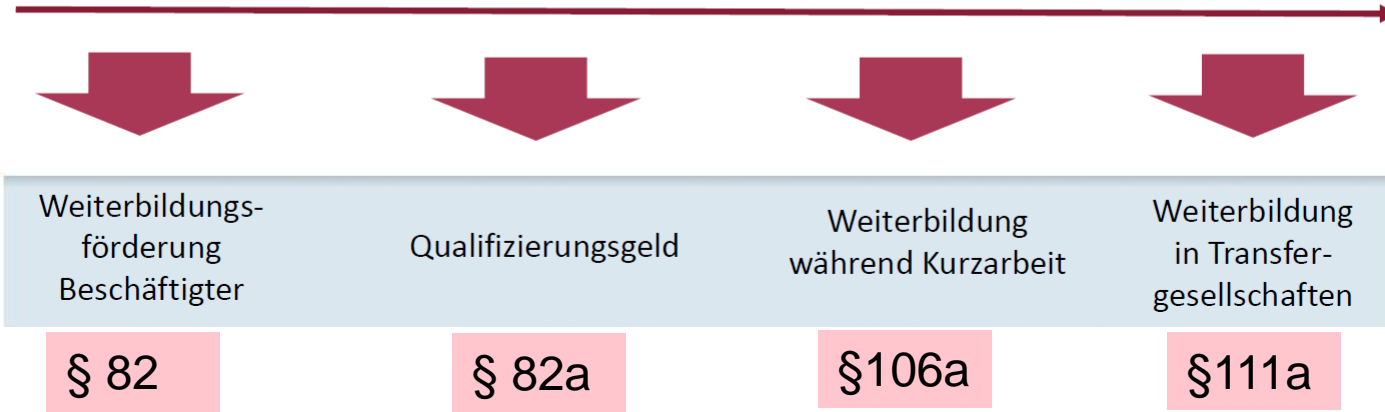 Weiterbildungs-
förderung
Beschäftigter
Qualifizierungsgeld
Weiterbildung
während Kurzarbeit
Weiterbildung
in Transfer-
gesellschaften
§ 82
§ 82a
§106a
§111a